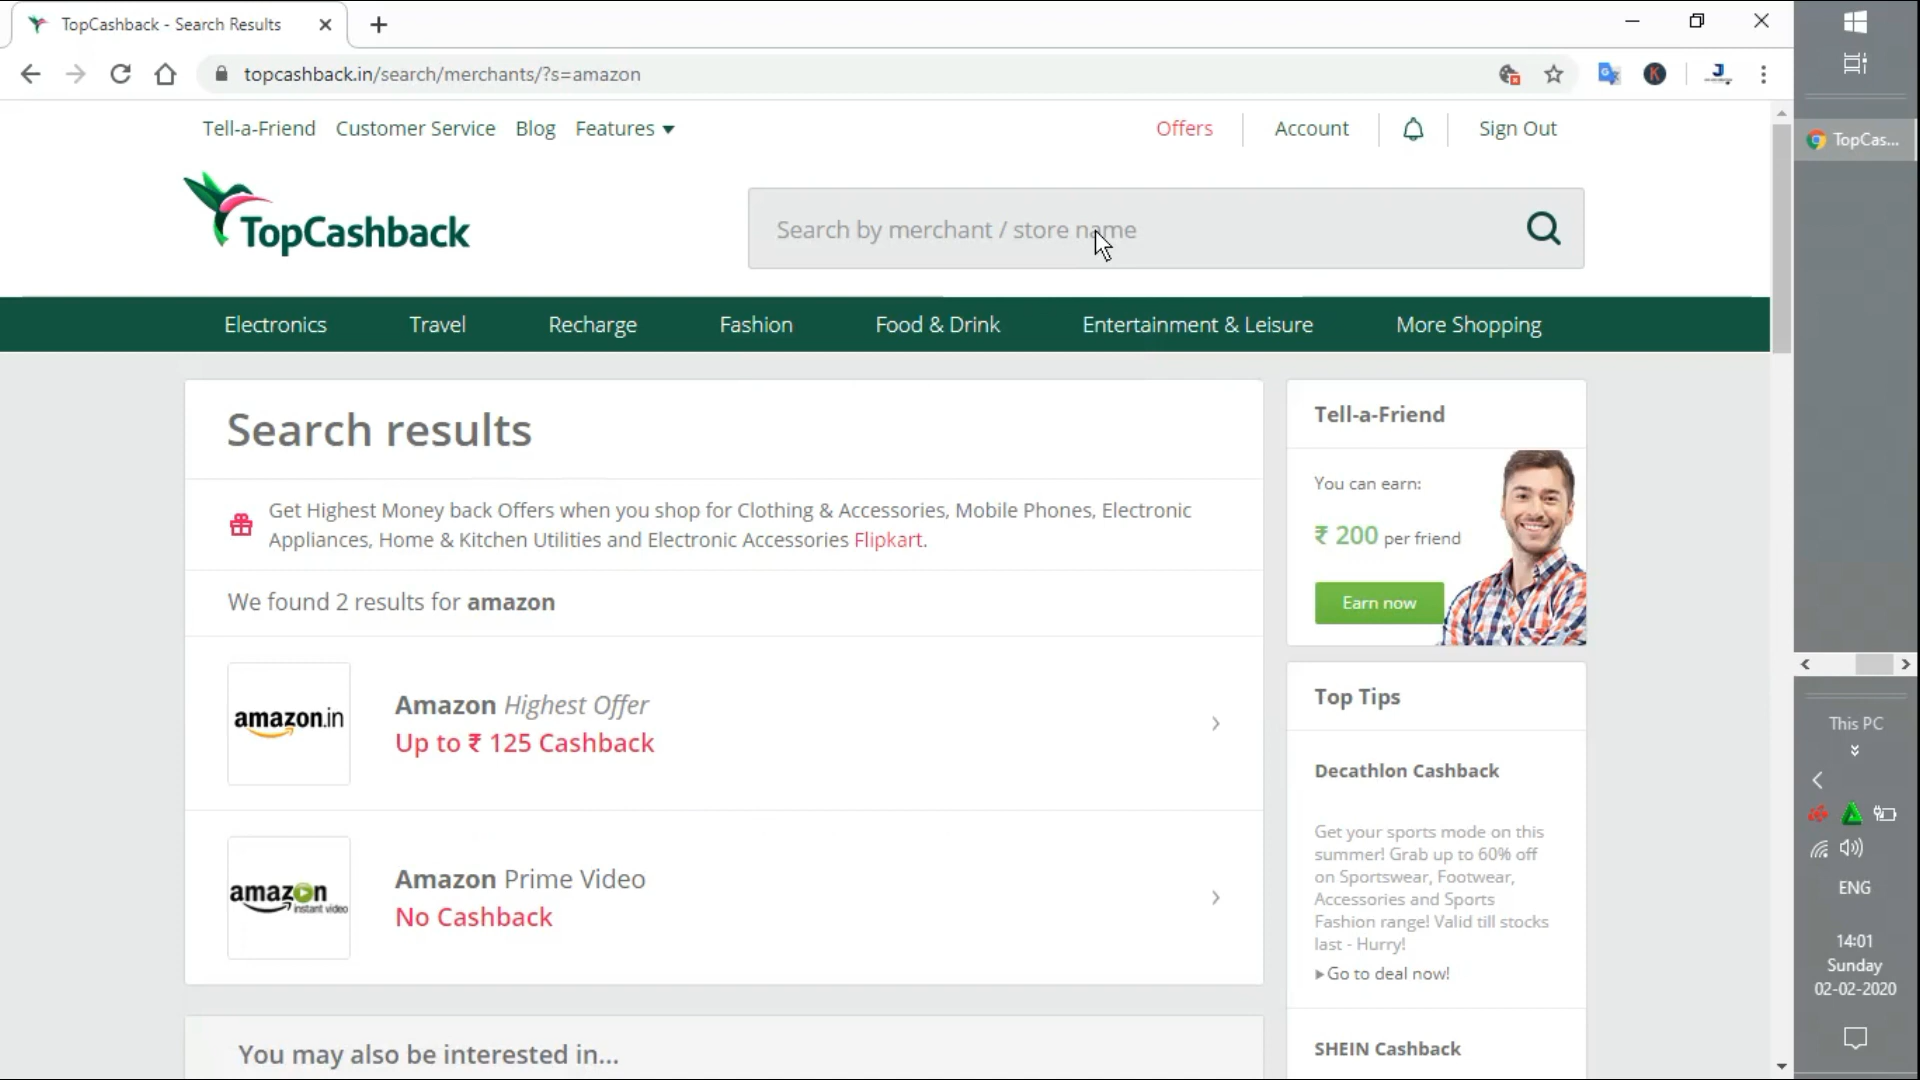 TopCashback - Search Results
topcashback.in/search/merchants/?s=amazon
Tell-a-Friend Customer Service Blog Features
Offers Account Sign Out
TopCas...
TopCashback
Search by merchant / store name
Electronics Travel Recharge Fashion Food & Drink Entertainment & Leisure More Shopping
Search results
Get Highest Money back Offers when you shop for Clothing & Accessories, Mobile Phones, Electronic
Appliances, Home & Kitchen Utilities and Electronic Accessories Flipkart.
We found 2 results for amazon
amazon.in
Amazon Highest Offer
Up to ₹ 125 Cashback
amazon
instant video
Amazon Prime Video
No Cashback
You may also be interested in...
Tell-a-Friend
You can earn:
₹ 200 per friend
Earn now
Top Tips
Decathlon Cashback
Get your sports mode on this
summer! Grab up to 60% off
on Sportswear, Footwear,
Accessories and Sports
Fashion range! Valid till stocks
last - Hurry!
Go to deal now!
SHEIN Cashback
This PC
ENG
14:01
Sunday
02-02-2020